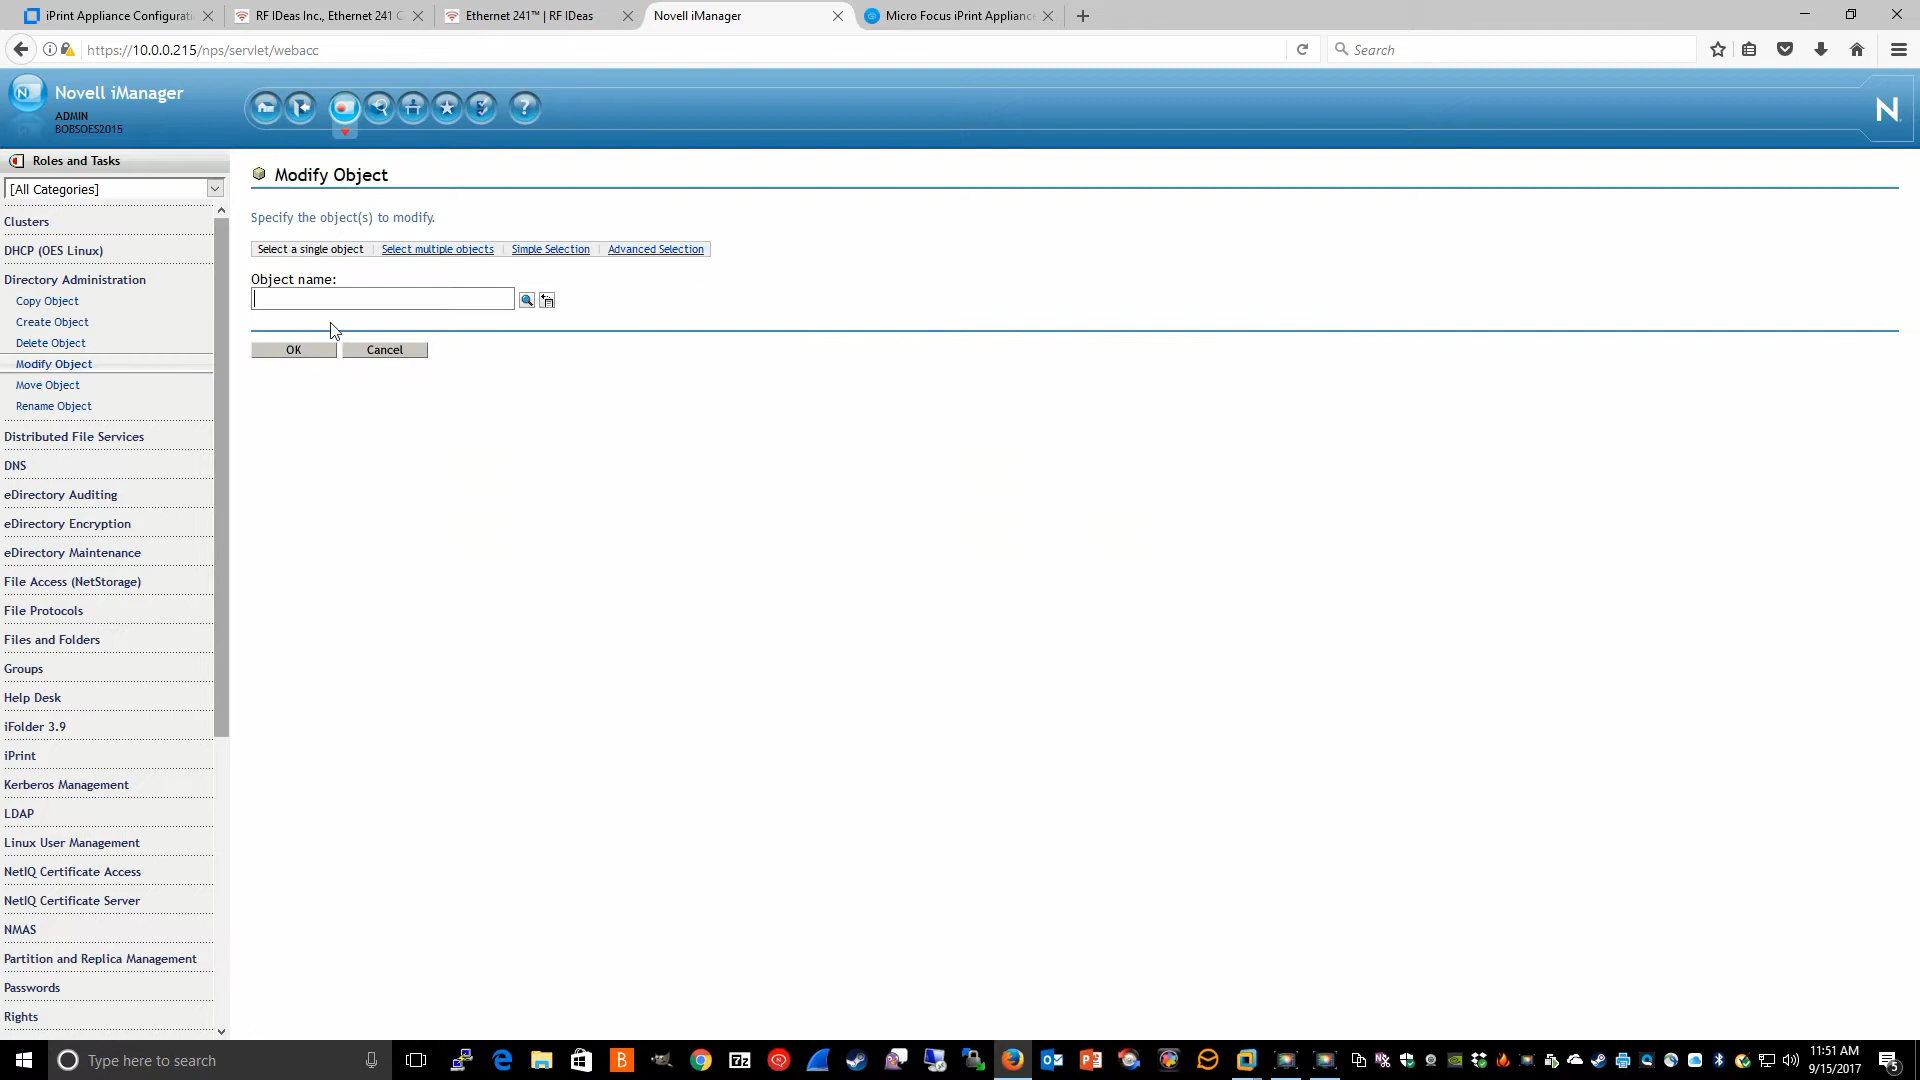 iPrint Appliance Configurati
RF IDeas Inc., Ethernet 241 C
Ethernet 241™ | RF IDeas
Novell iManager
Micro Focus iPrint Applianc
https://10.0.0.215/nps/servlet/webacc
Search
Novell iManager
ADMIN
BOBSOES2015
N
Roles and Tasks
[All Categories]
Clusters
DHCP (OES Linux)
Directory Administration
Copy Object
Create Object
Delete Object
Modify Object
Move Object
Rename Object
Distributed File Services
DNS
eDirectory Auditing
eDirectory Encryption
eDirectory Maintenance
File Access (NetStorage)
File Protocols
Files and Folders
Groups
Help Desk
iFolder 3.9
iPrint
Kerberos Management
LDAP
Linux User Management
NetIQ Certificate Access
NetIQ Certificate Server
NMAS
Partition and Replica Management
Passwords
Rights
Modify Object
Specify the object(s) to modify.
Select a single object | Select multiple objects | Simple Selection | Advanced Selection
Object name:
OK Cancel
Type here to search
11:51 AM
9/15/2017
5